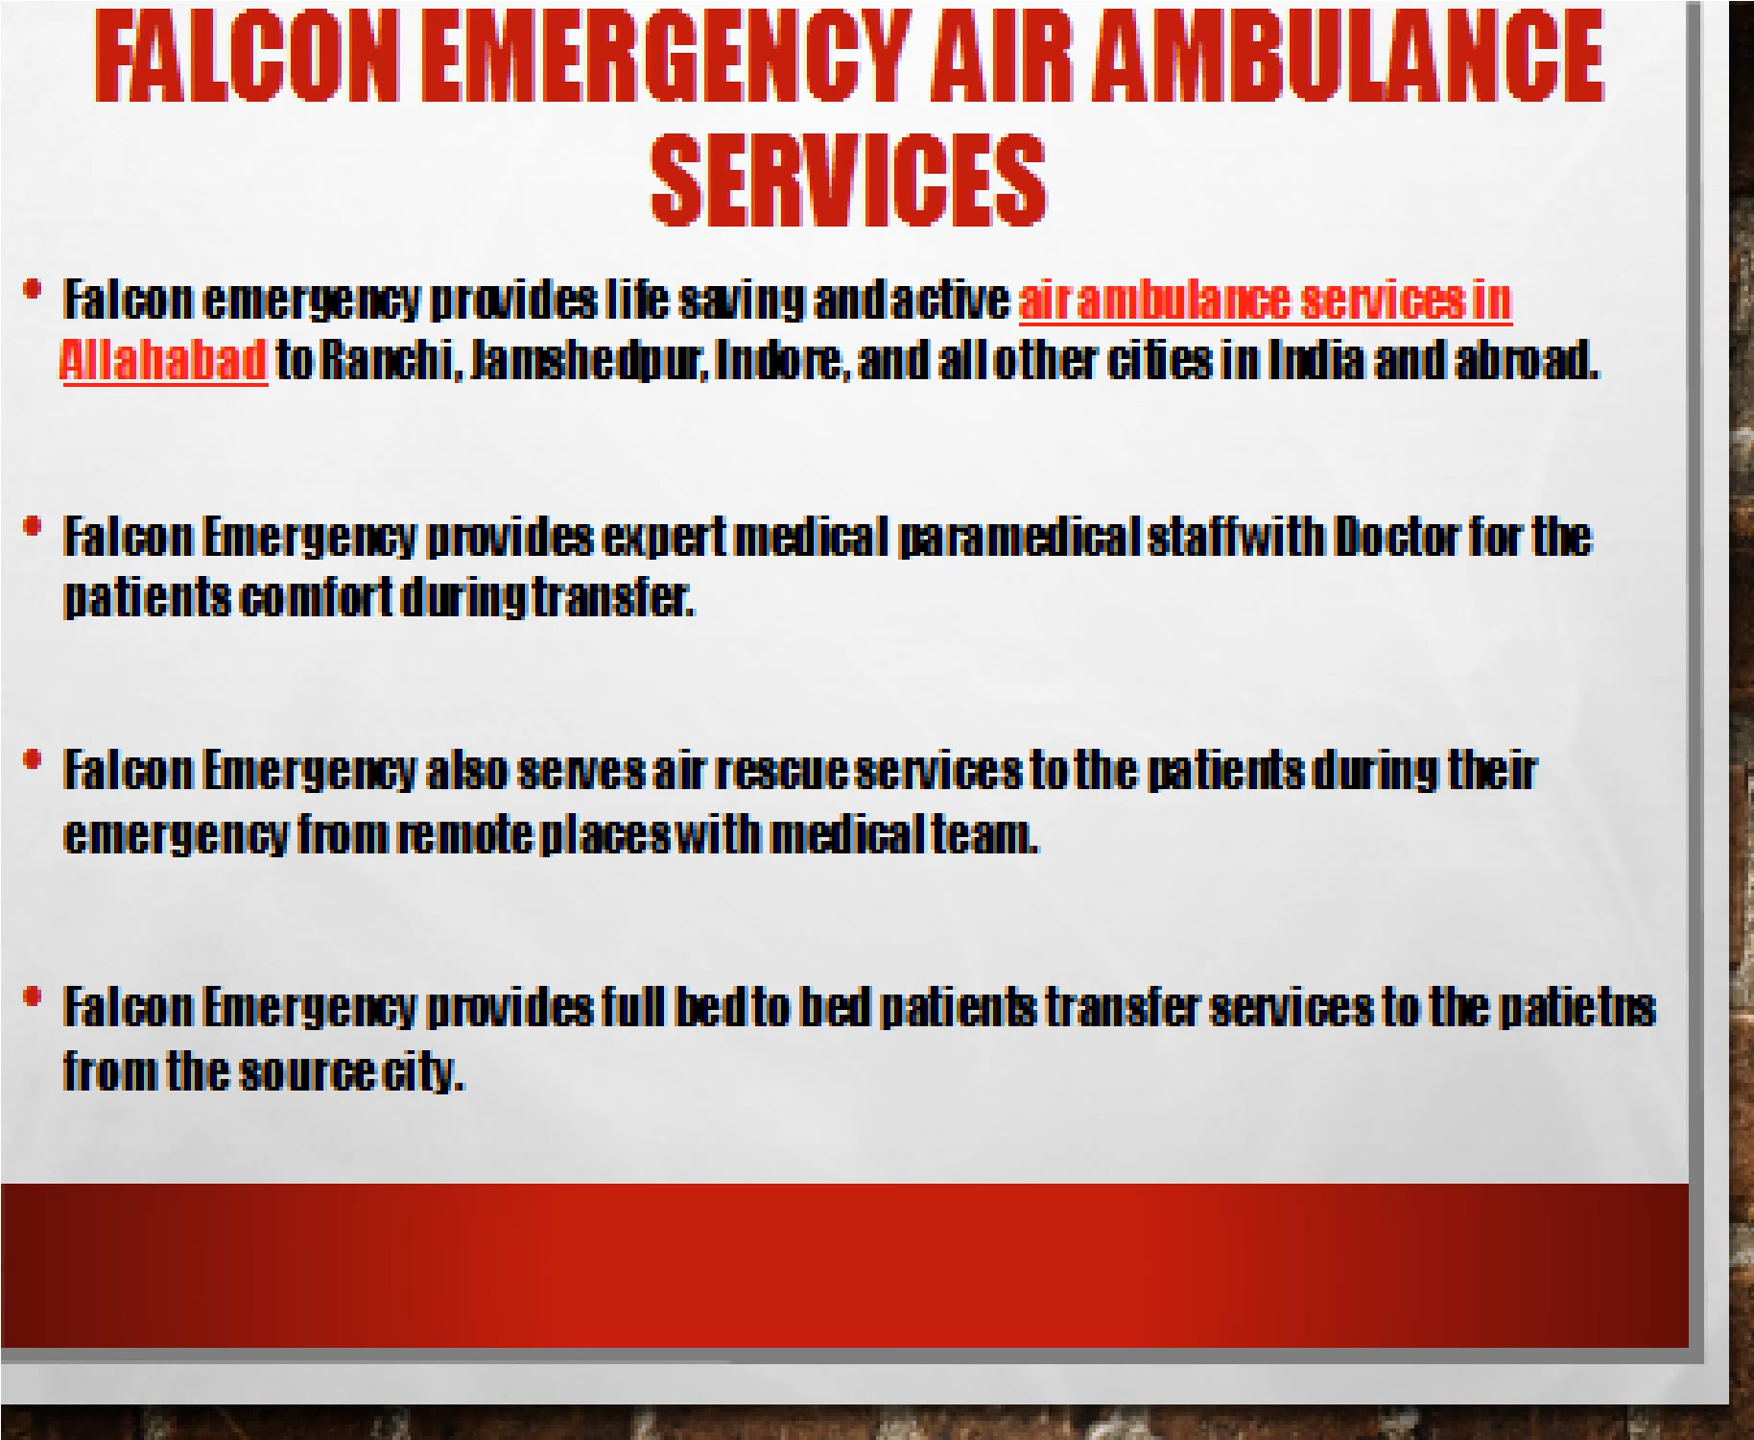 FALCON EMERGENCY AIR AMBULANCE
SERVICES
• Falcon emergency provides life saving and active air ambulance services in
Allahabad to Ranchi, Jamshedpur, Indore, and all other cities in India and abroad.
• Falcon Emergency provides expert medical paramedical staff with Doctor for the
patients comfort during transfer.
• Falcon Emergency also serves air rescue services to the patients during their
emergency from remote places with medical team.
• Falcon Emergency provides full bed to bed patients transfer services to the patietns
from the source city.